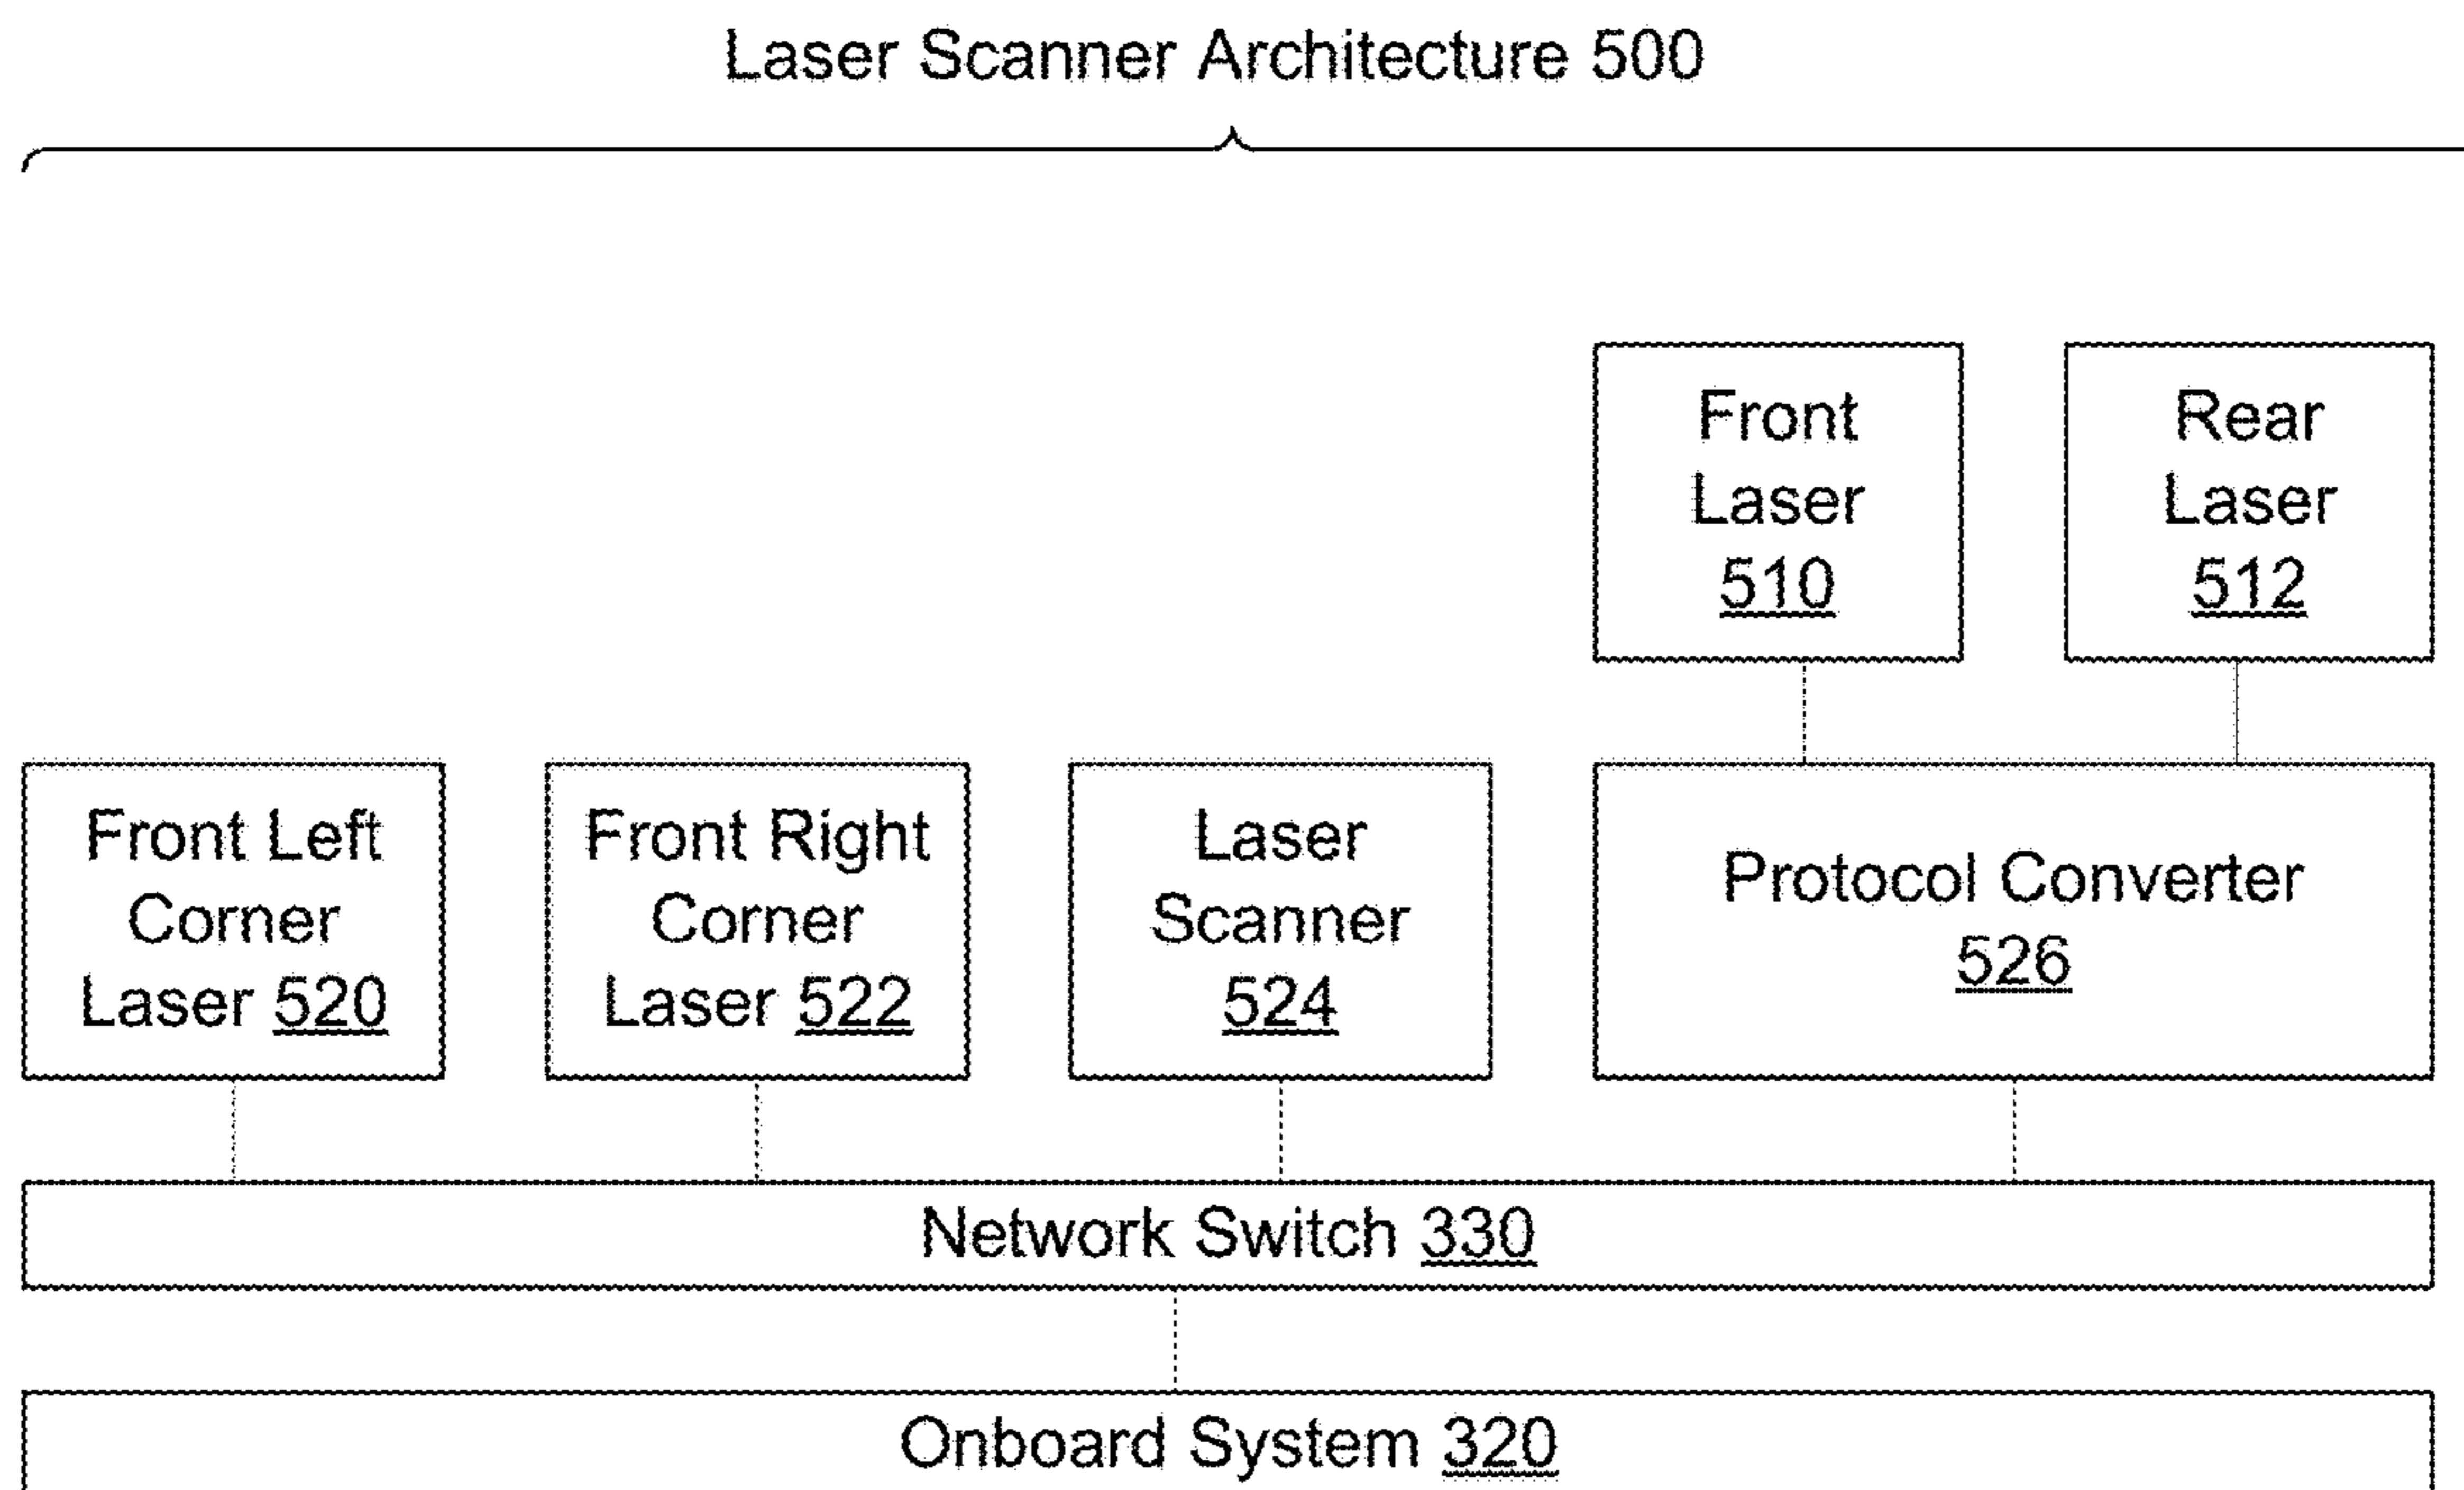 Laser Scanner Architecture 500
Front
Laser
510
Rear
Laser
512
Front Left
Corner
Laser 520
Front Right
Corner
Laser 522
Laser
Scanner
524
Protocol Converter
526
Network Switch 330
Onboard System 320